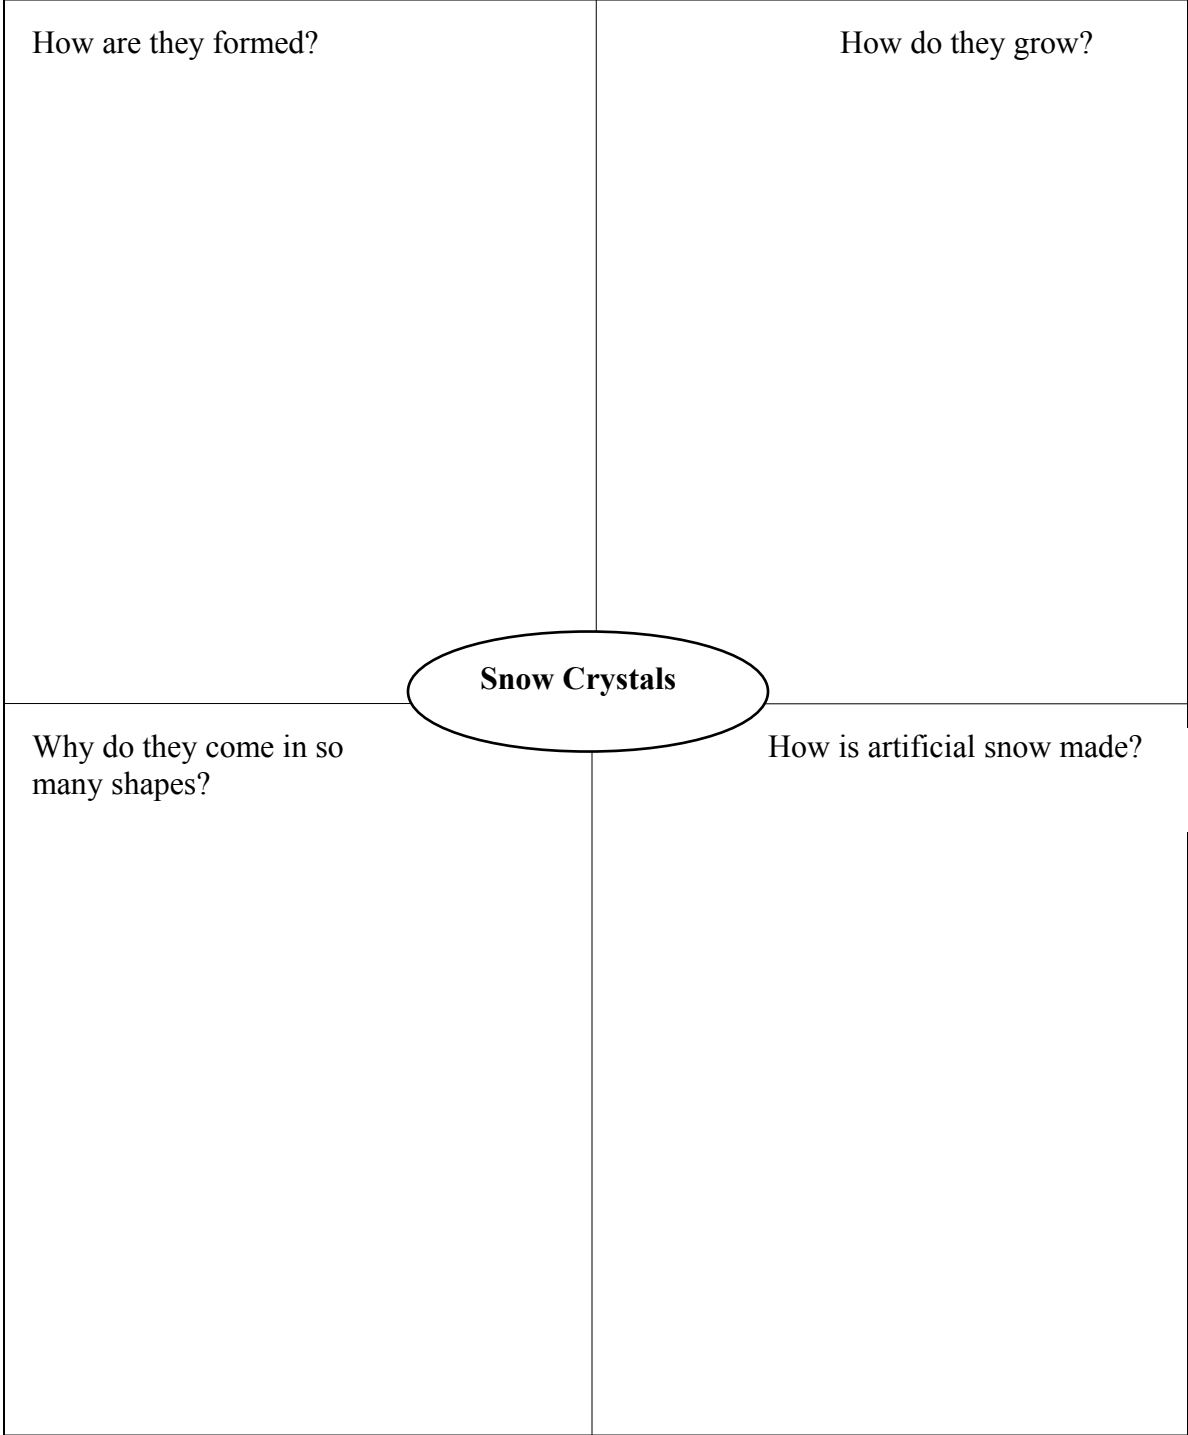 How are they formed?
How do they grow?
Snow Crystals
Why do they come in so
many shapes?
How is artificial snow made?